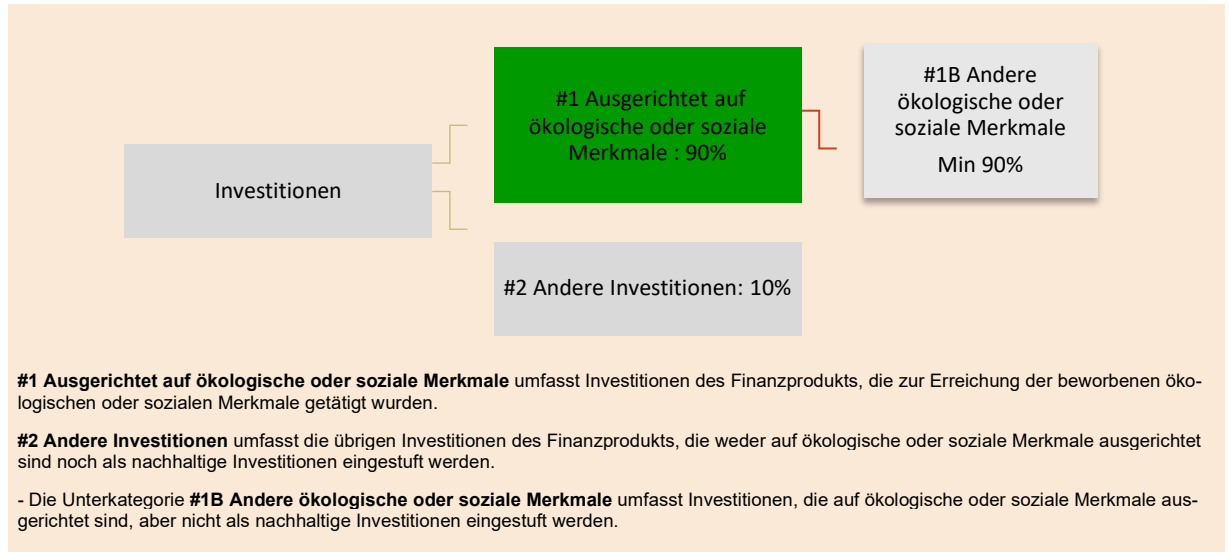 #1 Ausgerichtet auf
ökologische oder soziale
Merkmale : 90%
#1B Andere
ökologische oder
soziale Merkmale
Min 90%
Investitionen
#2 Andere Investitionen: 10%
#1 Ausgerichtet auf ökologische oder soziale Merkmale umfasst Investitionen des Finanzprodukts, die zur Erreichung der beworbenen öko-
logischen oder sozialen Merkmale getätigt wurden.
#2 Andere Investitionen umfasst die übrigen Investitionen des Finanzprodukts, die weder auf ökologische oder soziale Merkmale ausgerichtet
sind noch als nachhaltige Investitionen eingestuft werden.
- Die Unterkategorie #1B Andere ökologische oder soziale Merkmale umfasst Investitionen, die auf ökologische oder soziale Merkmale aus-
gerichtet sind, aber nicht als nachhaltige Investitionen eingestuft werden.